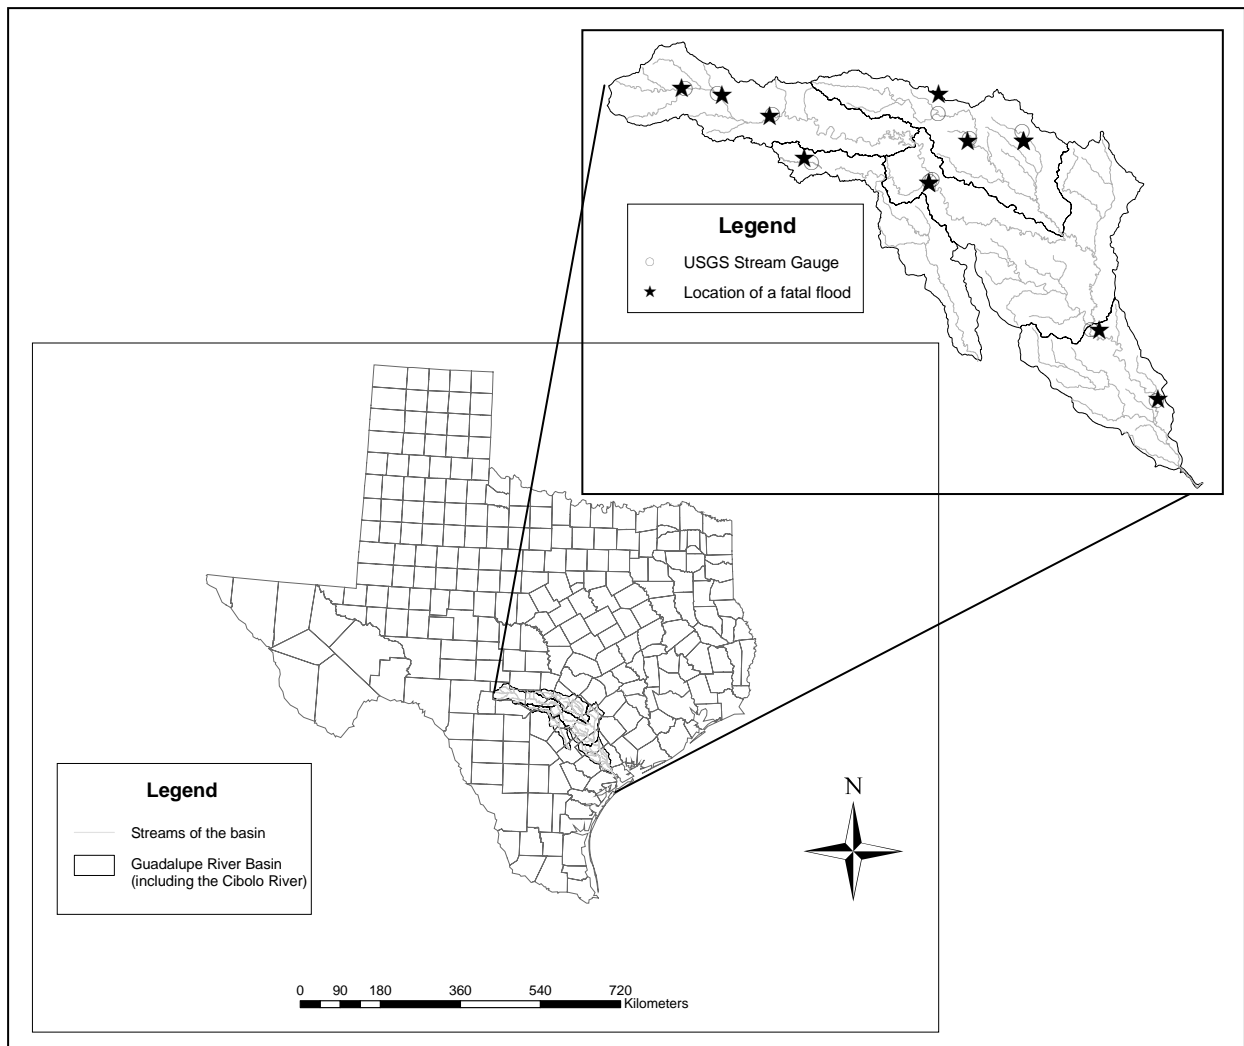 Legend
USGS Stream Gauge
Location of a fatal flood
Legend
Streams of the basin
Guadalupe River Basin
(including the Cibolo River)
N
0 90 180 360 540 720
Kilometers